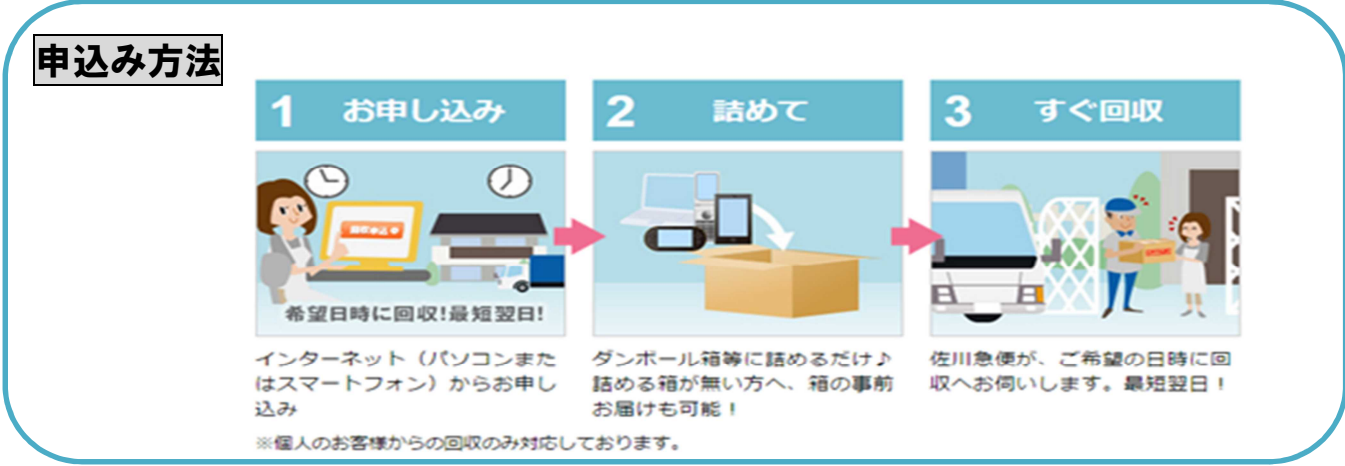 申込み方法
1 お申し込み
2 詰めて
3 すぐ回収
回収申込
希望日時に回収!最短翌日!
インターネット（パソコンまた
はスマートフォン）からお申し
込み
ダンボール箱等に詰めるだけ♪
詰める箱が無い方へ、箱の事前
お届けも可能！
佐川急便が、ご希望の日時に回
収へお伺いします。最短翌日！
※個人のお客様からの回収のみ対応しております。